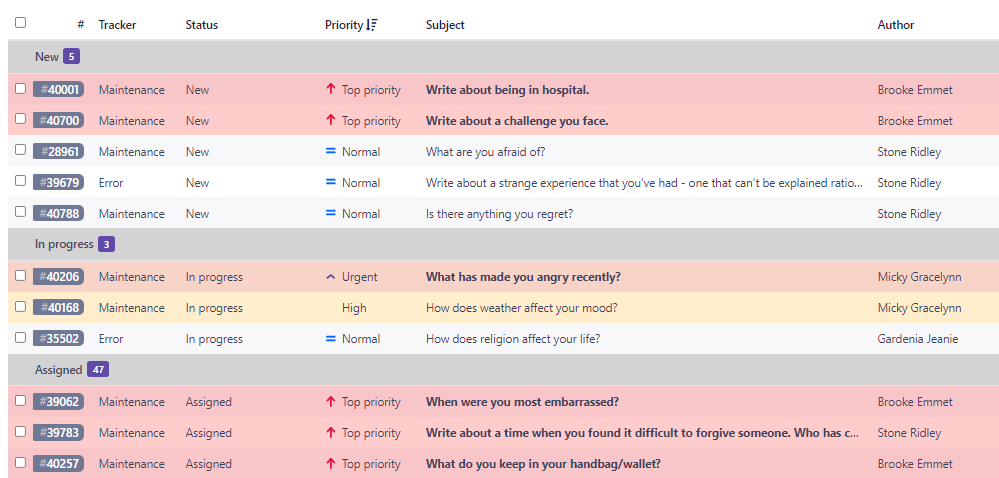 # Tracker Status Priority Subject Author
New 5
#40001 Maintenance New Top priority Write about being in hospital. Brooke Emmet
#40700 Maintenance New Top priority Write about a challenge you face. Brooke Emmet
#28961 Maintenance New Normal What are you afraid of? Stone Ridley
#39679 Error New Normal Write about a strange experience that you've had - one that can't be explained ratio... Stone Ridley
#40788 Maintenance New Normal Is there anything you regret? Stone Ridley
In progress 3
#40206 Maintenance In progress Urgent What has made you angry recently? Micky Gracelynn
#40168 Maintenance In progress High How does weather affect your mood? Micky Gracelynn
#35502 Error In progress Normal How does religion affect your life? Gardenia Jeanie
Assigned 47
#39062 Maintenance Assigned Top priority When were you most embarrassed? Brooke Emmet
#39783 Maintenance Assigned Top priority Write about a time when you found it difficult to forgive someone. Who has c... Stone Ridley
#40257 Maintenance Assigned Top priority What do you keep in your handbag/wallet? Brooke Emmet